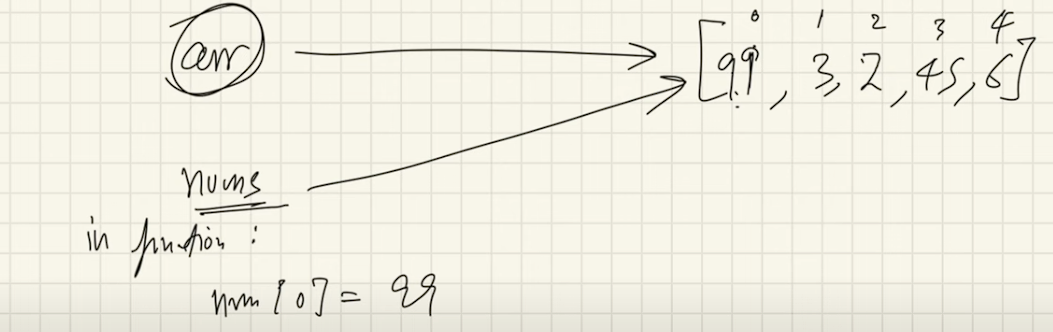 arr
0 1 2 3 4
[99, 3, 2, 45, 6]
nums
in function :
num [0] = 99